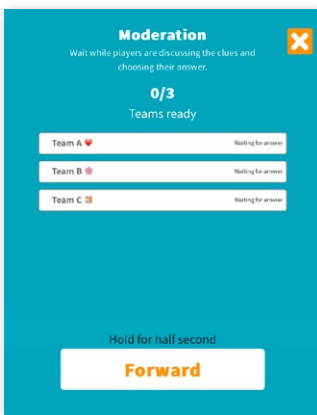 Moderation
Wait while players are discussing the clues and
choosing their answer.
0/3
Teams ready
Team A ❤️ Waiting for answer
Team B 🌸 Waiting for answer
Team C Waiting for answer
Hold for half second
Forward